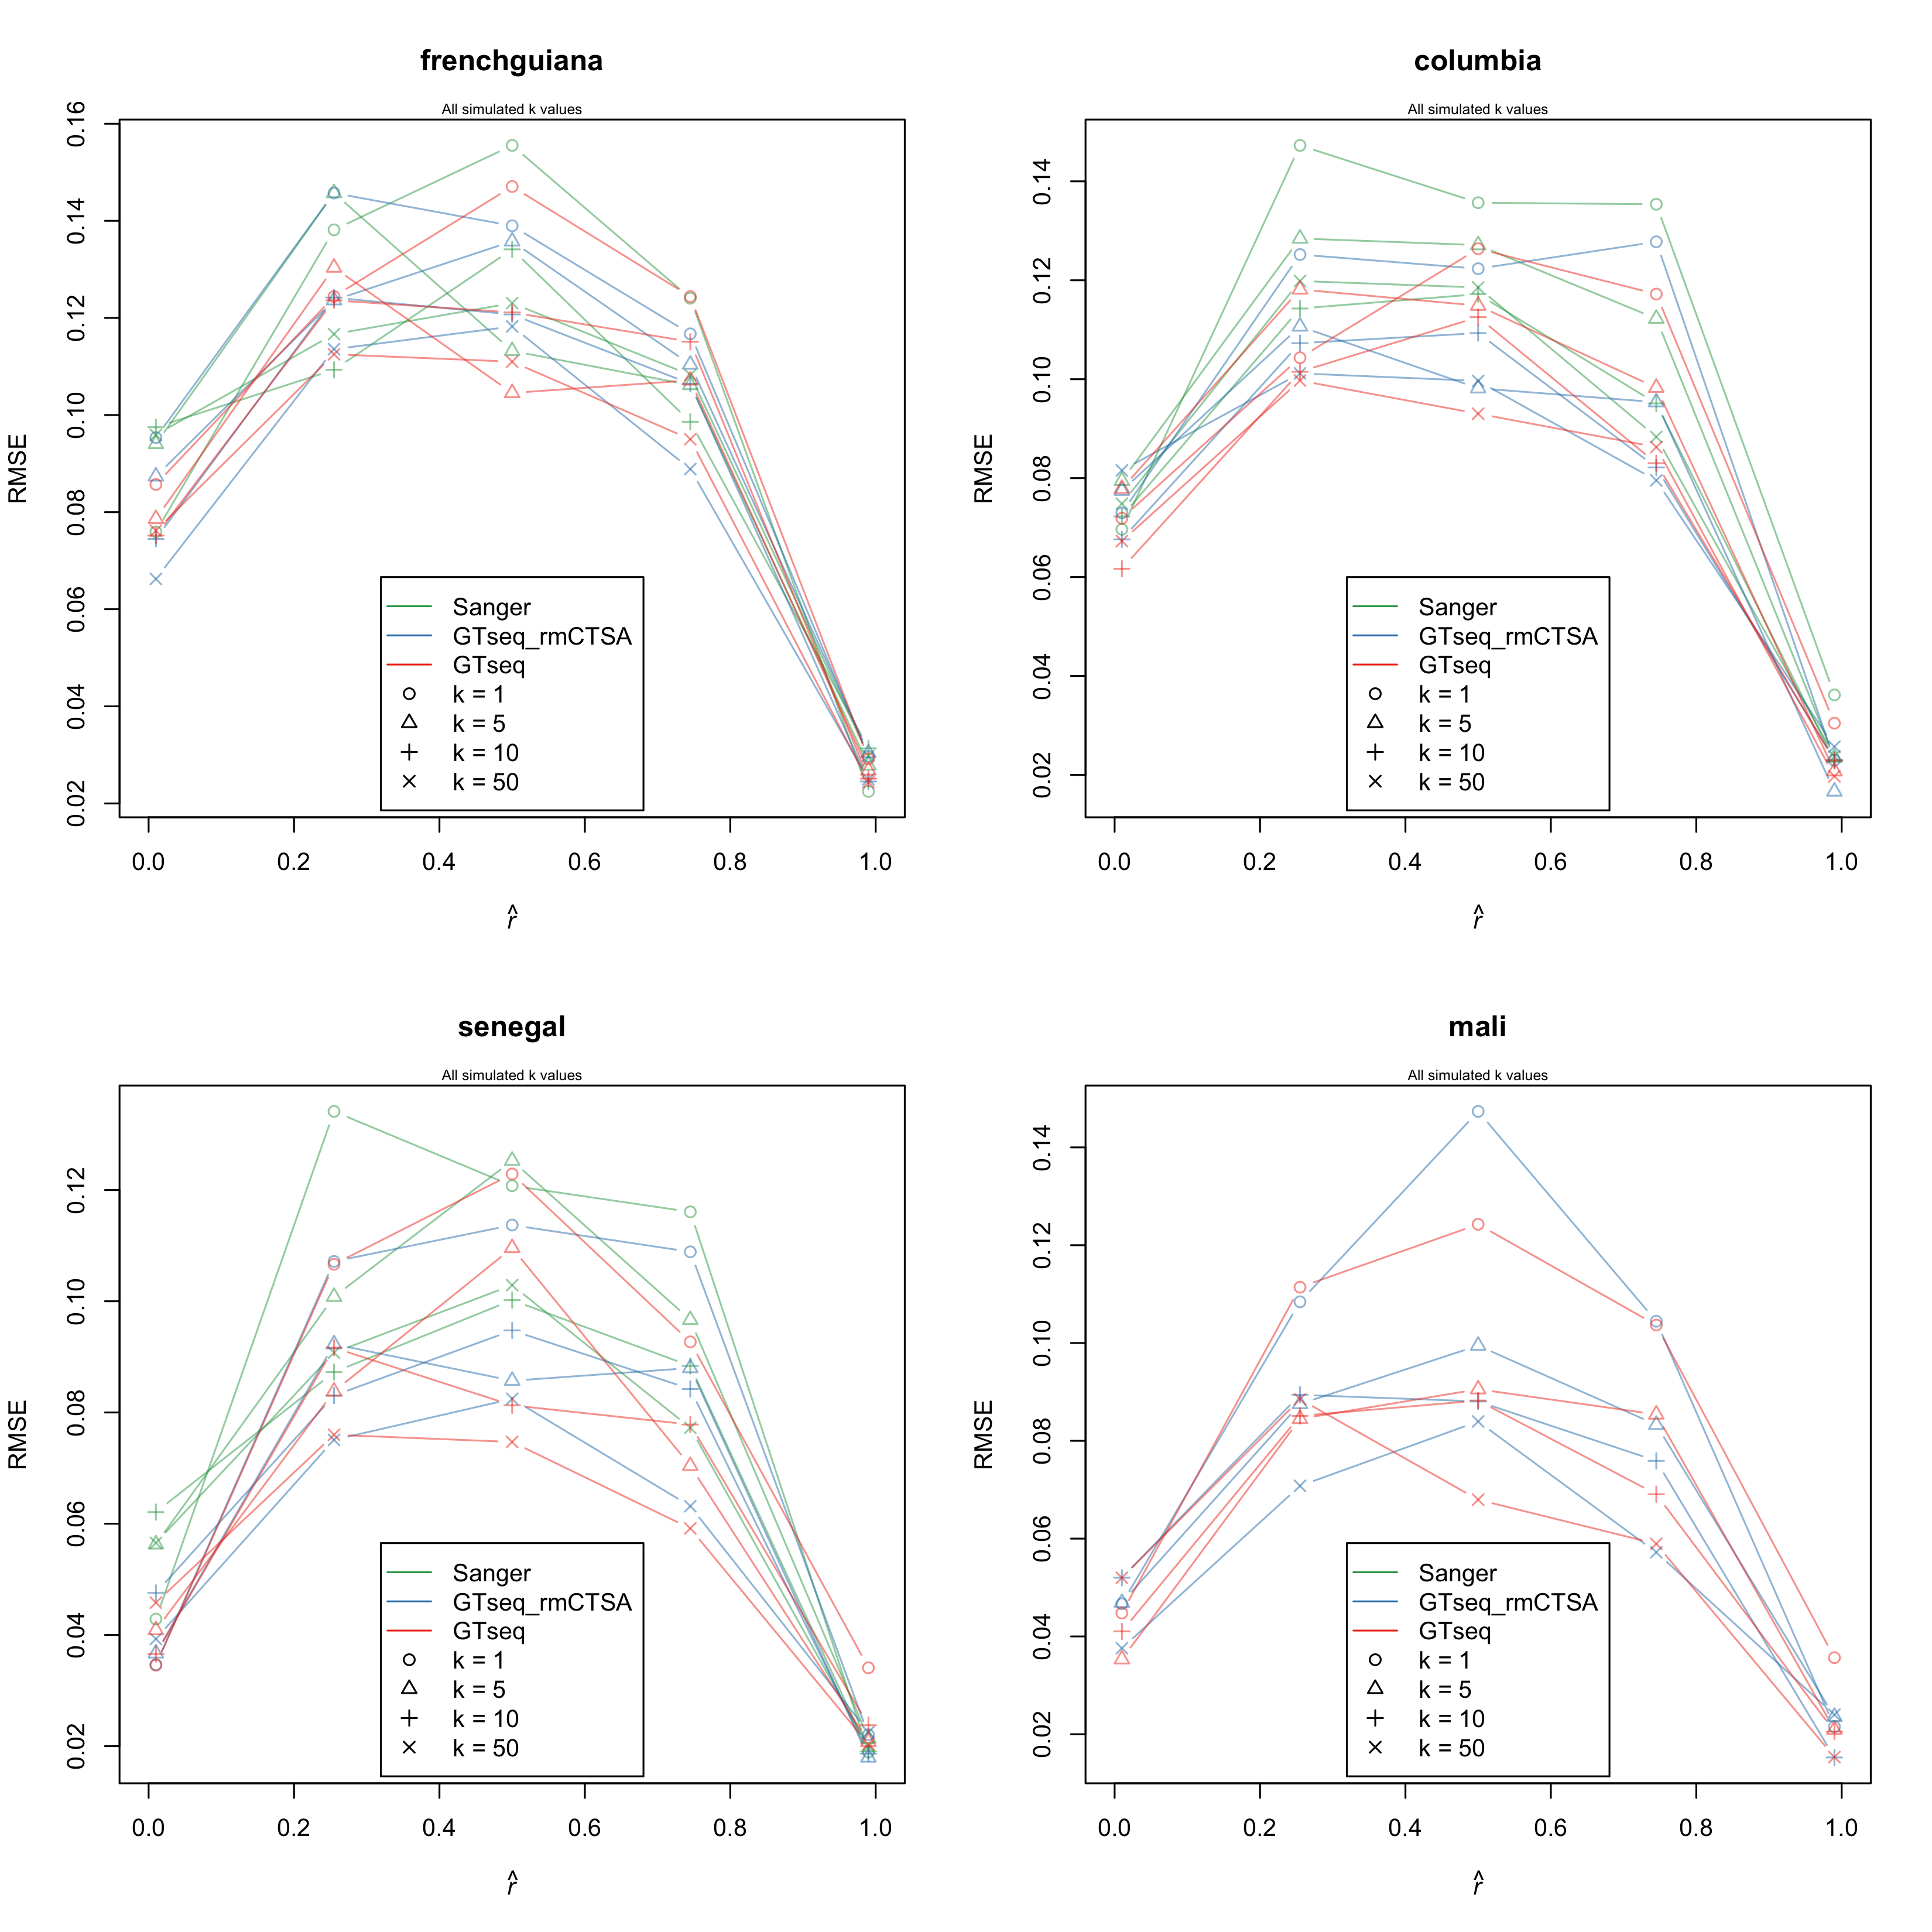 frenchguiana
All simulated k values
RMSE
0.16
0.14
0.12
0.10
0.08
0.06
0.04
0.02
Sanger
GTseq_rmCTSA
GTseq
k = 1
k = 5
k = 10
k = 50
0.0 0.2 0.4 0.6 0.8 1.0
r̂
columbia
All simulated k values
RMSE
0.14
0.12
0.10
0.08
0.06
0.04
0.02
Sanger
GTseq_rmCTSA
GTseq
k = 1
k = 5
k = 10
k = 50
0.0 0.2 0.4 0.6 0.8 1.0
r̂
senegal
All simulated k values
RMSE
0.12
0.10
0.08
0.06
0.04
0.02
Sanger
GTseq_rmCTSA
GTseq
k = 1
k = 5
k = 10
k = 50
0.0 0.2 0.4 0.6 0.8 1.0
r̂
mali
All simulated k values
RMSE
0.14
0.12
0.10
0.08
0.06
0.04
0.02
Sanger
GTseq_rmCTSA
GTseq
k = 1
k = 5
k = 10
k = 50
0.0 0.2 0.4 0.6 0.8 1.0
r̂